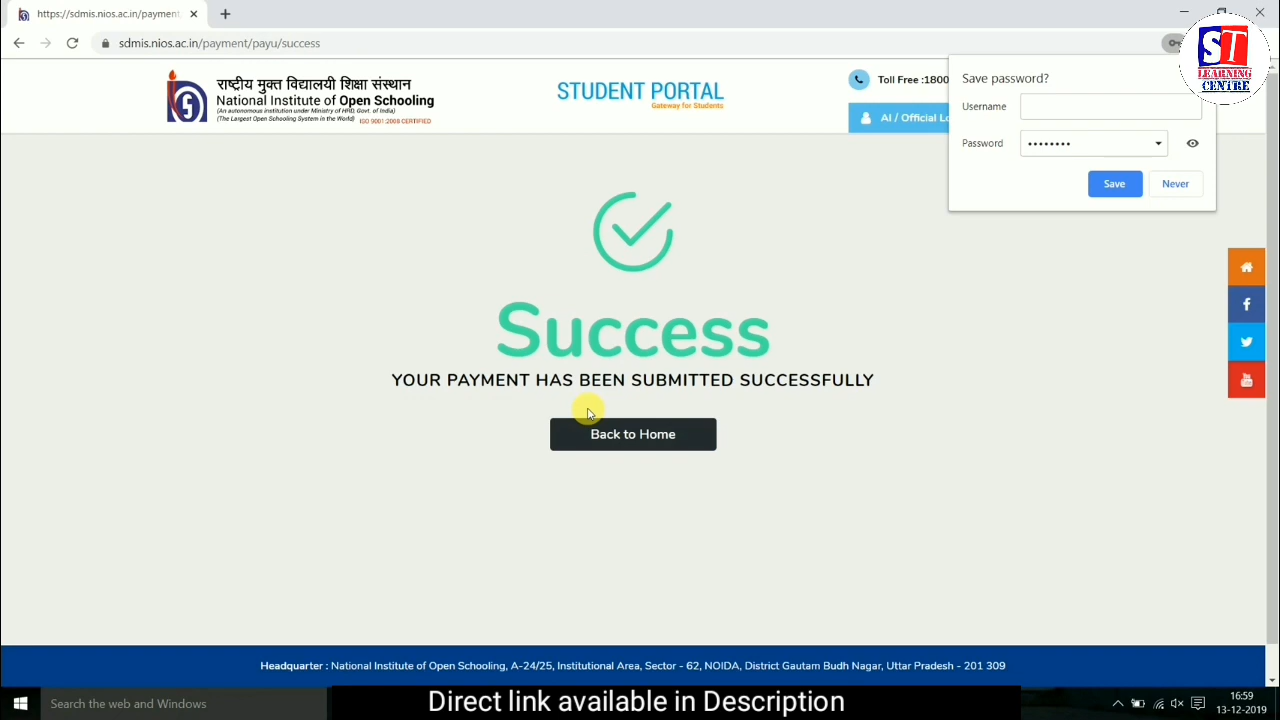 https://sdmis.nios.ac.in/payment
sdmis.nios.ac.in/payment/payu/success
ST
LEARNING
CENTRE
राष्ट्रीय मुक्त विद्यालयी शिक्षा संस्थान
National Institute of Open Schooling
(An autonomous institution under Ministry of HRD, Govt. of India)
(The Largest Open Schooling System in the World) ISO 9001:2008 CERTIFIED
STUDENT PORTAL
Gateway for Students
Toll Free :1800
AI / Official Lo
Save password?
Username
Password
Save
Never
Success
YOUR PAYMENT HAS BEEN SUBMITTED SUCCESSFULLY
Back to Home
Headquarter : National Institute of Open Schooling, A-24/25, Institutional Area, Sector - 62, NOIDA, District Gautam Budh Nagar, Uttar Pradesh - 201 309
Search the web and Windows
Direct link available in Description
16:59
13-12-2019